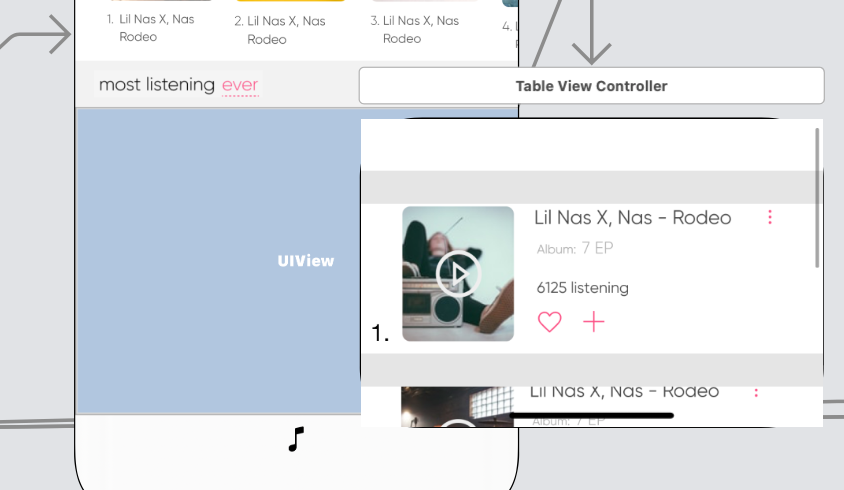 1. Lil Nas X, Nas
Rodeo
2. Lil Nas X, Nas
Rodeo
3. Lil Nas X, Nas
Rodeo
4.
most listening ever
Table View Controller
UIView
Lil Nas X, Nas - Rodeo
Album: 7 EP
6125 listening
1.
Lil Nas X, Nas - Rodeo
Album: 7 EP